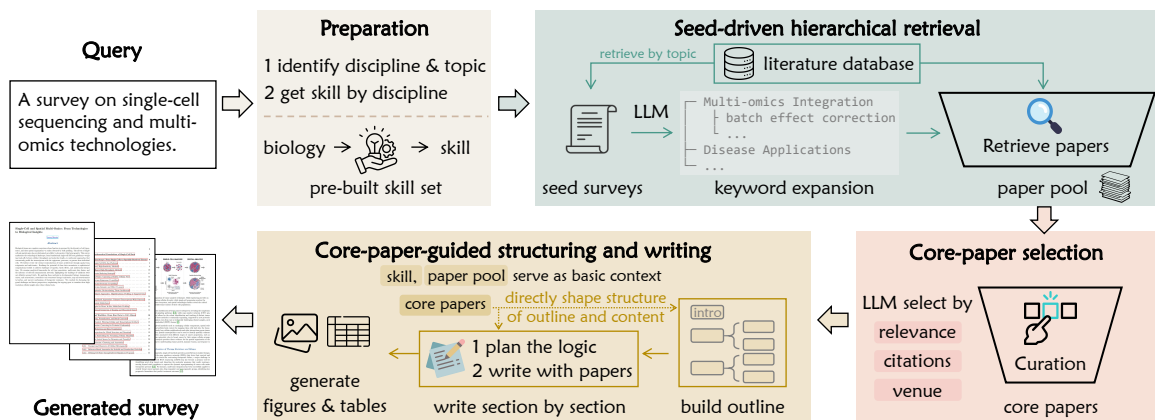 Query
A survey on single-cell
sequencing and multi-
omics technologies.
Preparation
1 identify discipline & topic
2 get skill by discipline
biology
skill
pre-built skill set
Seed-driven hierarchical retrieval
retrieve by topic
literature database
LLM
Multi-omics Integration
batch effect correction
...
Disease Applications
...
Retrieve papers
seed surveys
keyword expansion
paper pool
Core-paper selection
LLM select by
relevance
citations
venue
Curation
core papers
Core-paper-guided structuring and writing
skill, paper pool serve as basic context
core papers
directly shape structure
of outline and content
intro
1 plan the logic
2 write with papers
generate
figures & tables
write section by section
build outline
Generated survey